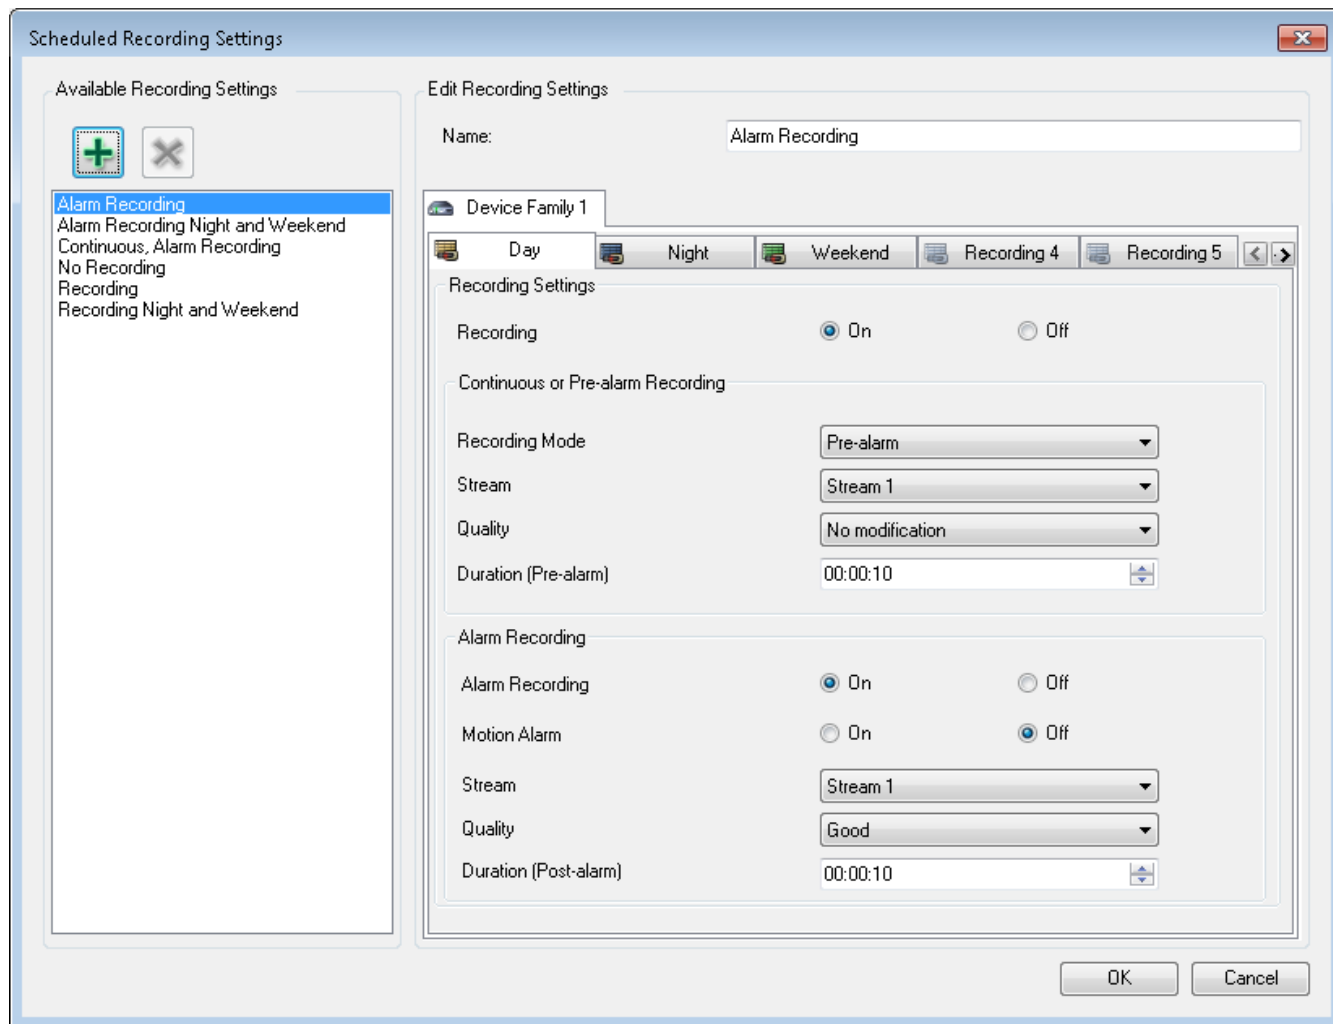 Scheduled Recording Settings
Available Recording Settings
Alarm Recording
Alarm Recording Night and Weekend
Continuous, Alarm Recording
No Recording
Recording
Recording Night and Weekend
Edit Recording Settings
Name: Alarm Recording
Device Family 1
Day Night Weekend Recording 4 Recording 5
Recording Settings
Recording On Off
Continuous or Pre-alarm Recording
Recording Mode Pre-alarm
Stream Stream 1
Quality No modification
Duration (Pre-alarm) 00:00:10
Alarm Recording
Alarm Recording On Off
Motion Alarm On Off
Stream Stream 1
Quality Good
Duration (Post-alarm) 00:00:10
OK Cancel